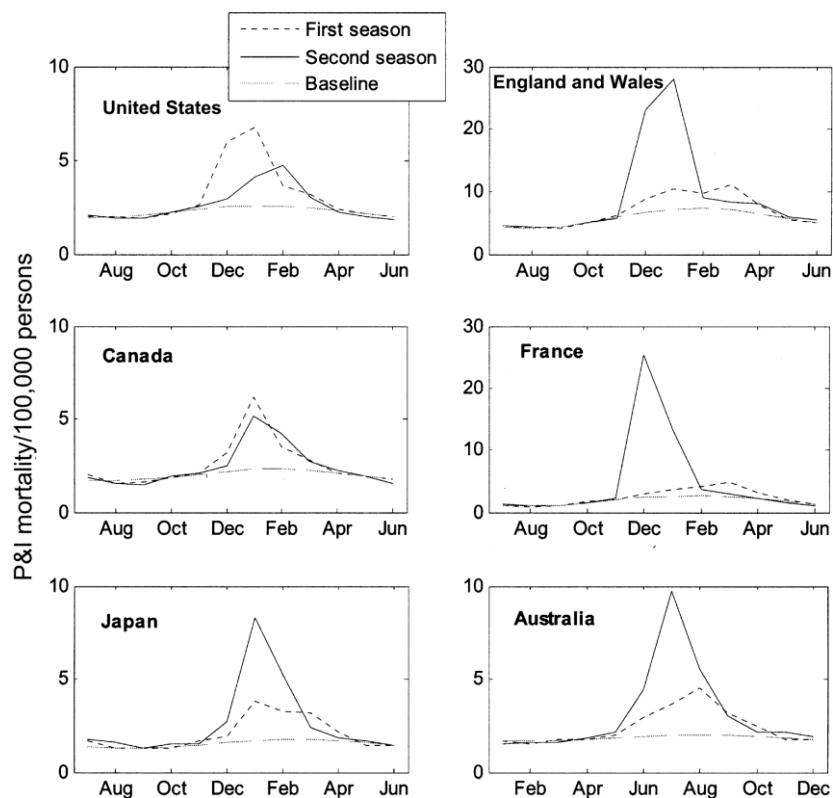 First season
Second season
Baseline
P&I mortality/100,000 persons
United States
10
5
0
Aug Oct Dec Feb Apr Jun
England and Wales
30
20
10
0
Aug Oct Dec Feb Apr Jun
Canada
10
5
0
Aug Oct Dec Feb Apr Jun
France
30
20
10
0
Aug Oct Dec Feb Apr Jun
Japan
10
5
0
Aug Oct Dec Feb Apr Jun
Australia
10
5
0
Feb Apr Jun Aug Oct Dec